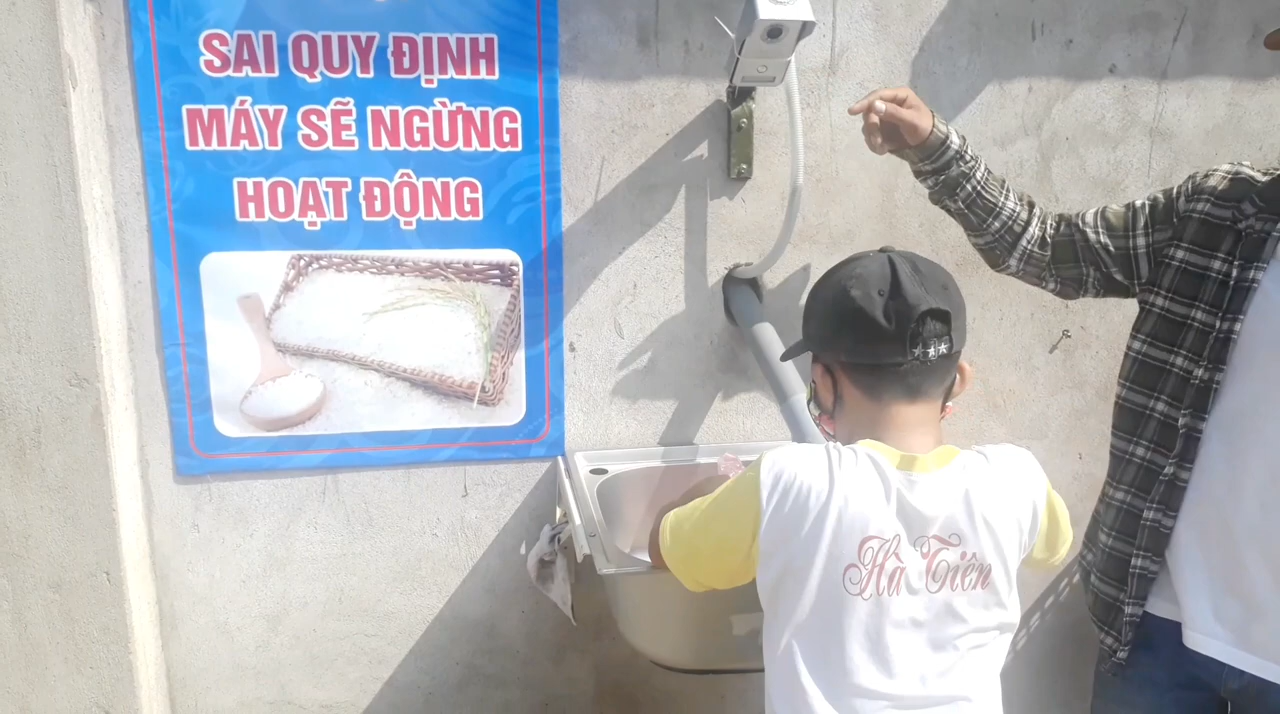 SAI QUY ĐỊNH
MÁY SẼ NGỪNG
HOẠT ĐỘNG
Hà Tiên